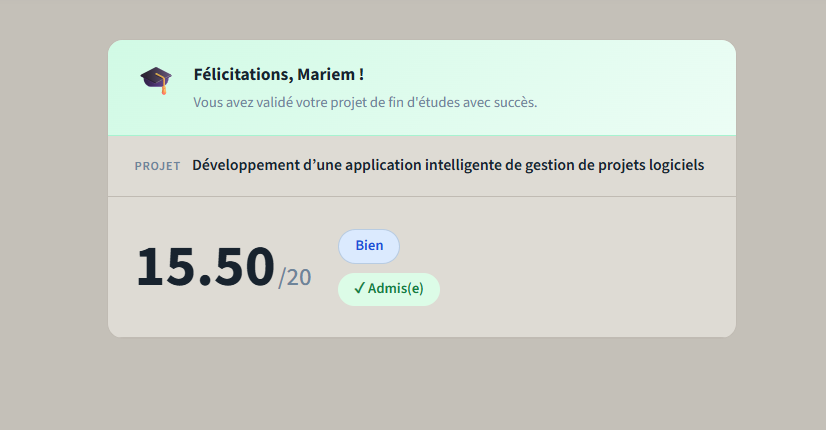 Félicitations, Mariem !
Vous avez validé votre projet de fin d'études avec succès.
PROJET Développement d’une application intelligente de gestion de projets logiciels
15.50/20
Bien
✓ Admis(e)